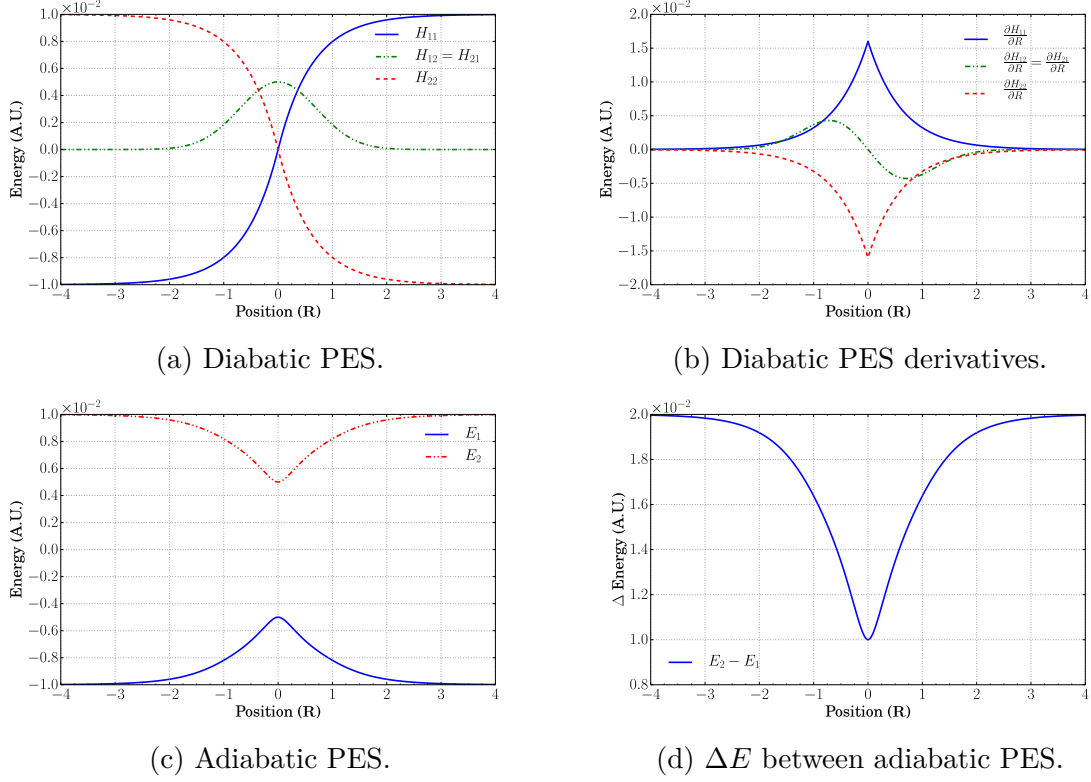 ×10⁻²
1.0
0.8
0.6
0.4
0.2
0.0
−0.2
−0.4
−0.6
−0.8
−1.0
−4 −3 −2 −1 0 1 2 3 4
Energy (A.U.)
Position (R)
H₁₁
H₁₂ = H₂₁
H₂₂
(a) Diabatic PES.
×10⁻²
2.0
1.5
1.0
0.5
0.0
−0.5
−1.0
−1.5
−2.0
−4 −3 −2 −1 0 1 2 3 4
Energy (A.U.)
Position (R)
∂H₁₁/∂R
∂H₁₂/∂R = ∂H₂₁/∂R
∂H₂₂/∂R
(b) Diabatic PES derivatives.
×10⁻²
1.0
0.8
0.6
0.4
0.2
0.0
−0.2
−0.4
−0.6
−0.8
−1.0
−4 −3 −2 −1 0 1 2 3 4
Energy (A.U.)
Position (R)
E₁
E₂
(c) Adiabatic PES.
×10⁻²
2.0
1.8
1.6
1.4
1.2
1.0
0.8
−4 −3 −2 −1 0 1 2 3 4
Δ Energy (A.U.)
Position (R)
E₂ − E₁
(d) ΔE between adiabatic PES.